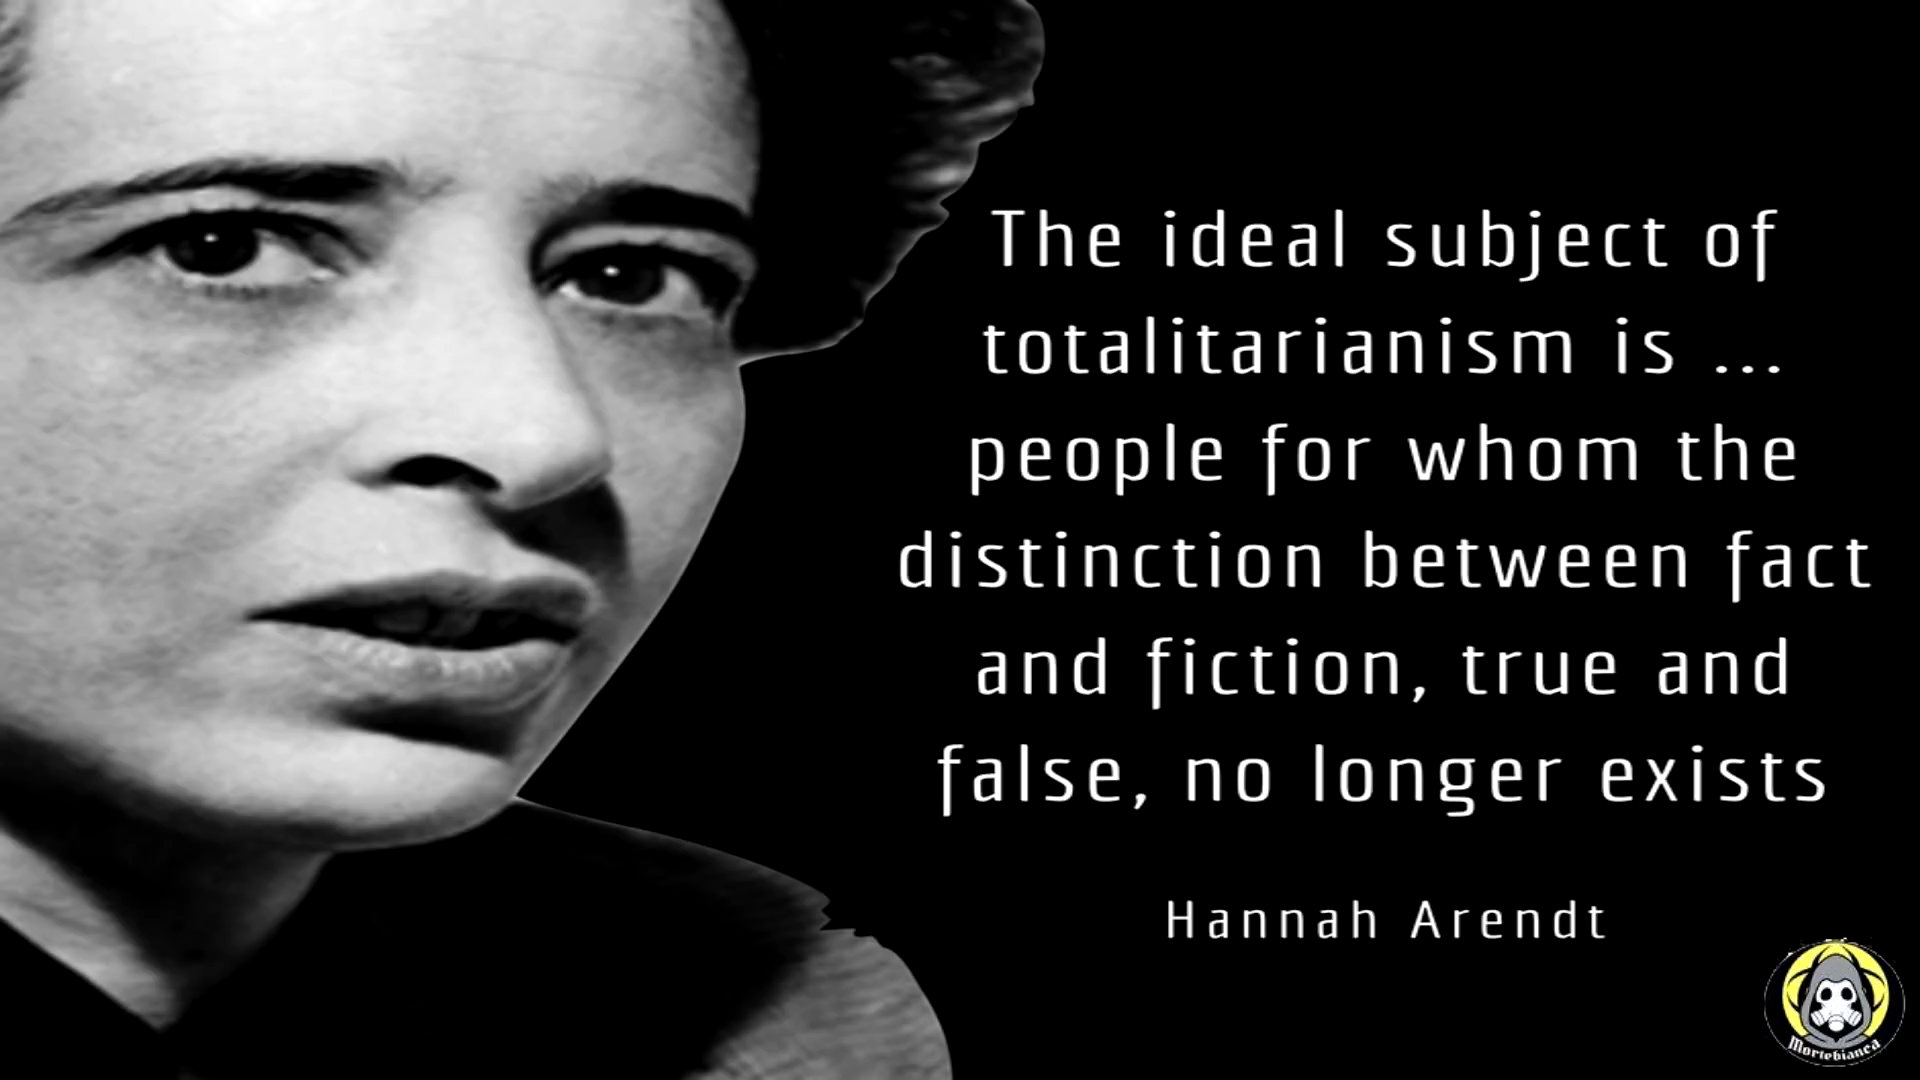 The ideal subject of
totalitarianism is ...
people for whom the
distinction between fact
and fiction, true and
false, no longer exists
Hannah Arendt
Mortebianca